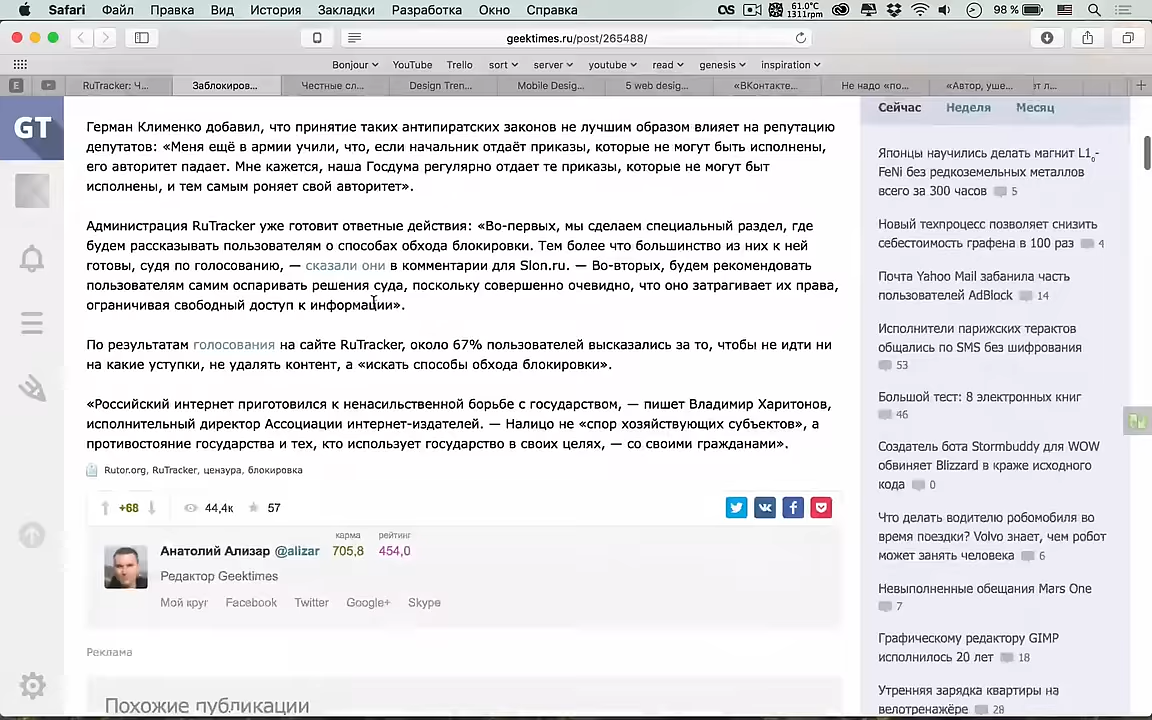 Safari Файл Правка Вид История Закладки Разработка Окно Справка
61.0°C
1311rpm
98 %
geektimes.ru/post/265488/
Bonjour YouTube Trello sort server youtube read genesis inspiration
RuTracker: Ч... Заблокиров... Честные сл... Design Tren... Mobile Desig... 5 web desig... «ВКонтакте... Не надо «по... «Автор, уше... ет л...
GT
Герман Клименко добавил, что принятие таких антипиратских законов не лучшим образом влияет на репутацию
депутатов: «Меня ещё в армии учили, что, если начальник отдаёт приказы, которые не могут быть исполнены,
его авторитет падает. Мне кажется, наша Госдума регулярно отдает те приказы, которые не могут быт
исполнены, и тем самым роняет свой авторитет».
Администрация RuTracker уже готовит ответные действия: «Во-первых, мы сделаем специальный раздел, где
будем рассказывать пользователям о способах обхода блокировки. Тем более что большинство из них к ней
готовы, судя по голосованию, — сказали они в комментарии для Slon.ru. — Во-вторых, будем рекомендовать
пользователям самим оспаривать решения суда, поскольку совершенно очевидно, что оно затрагивает их права,
ограничивая свободный доступ к информации».
По результатам голосования на сайте RuTracker, около 67% пользователей высказались за то, чтобы не идти ни
на какие уступки, не удалять контент, а «искать способы обхода блокировки».
«Российский интернет приготовился к ненасильственной борьбе с государством, — пишет Владимир Харитонов,
исполнительный директор Ассоциации интернет-издателей. — Налицо не «спор хозяйствующих субъектов», а
противостояние государства и тех, кто использует государство в своих целях, — со своими гражданами».
Rutor.org, RuTracker, цензура, блокировка
+68 44,4к 57
карма рейтинг
Анатолий Ализар @alizar 705,8 454,0
Редактор Geektimes
Мой круг Facebook Twitter Google+ Skype
Реклама
Похожие публикации
Сейчас Неделя Месяц
Японцы научились делать магнит L1₀-
FeNi без редкоземельных металлов
всего за 300 часов 5
Новый техпроцесс позволяет снизить
себестоимость графена в 100 раз 4
Почта Yahoo Mail забанила часть
пользователей AdBlock 14
Исполнители парижских терактов
общались по SMS без шифрования
53
Большой тест: 8 электронных книг
46
Создатель бота Stormbuddy для WOW
обвиняет Blizzard в краже исходного
кода 0
Что делать водителю робомобиля во
время поездки? Volvo знает, чем робот
может занять человека 6
Невыполненные обещания Mars One
7
Графическому редактору GIMP
исполнилось 20 лет 18
Утренняя зарядка квартиры на
велотренажёре 28